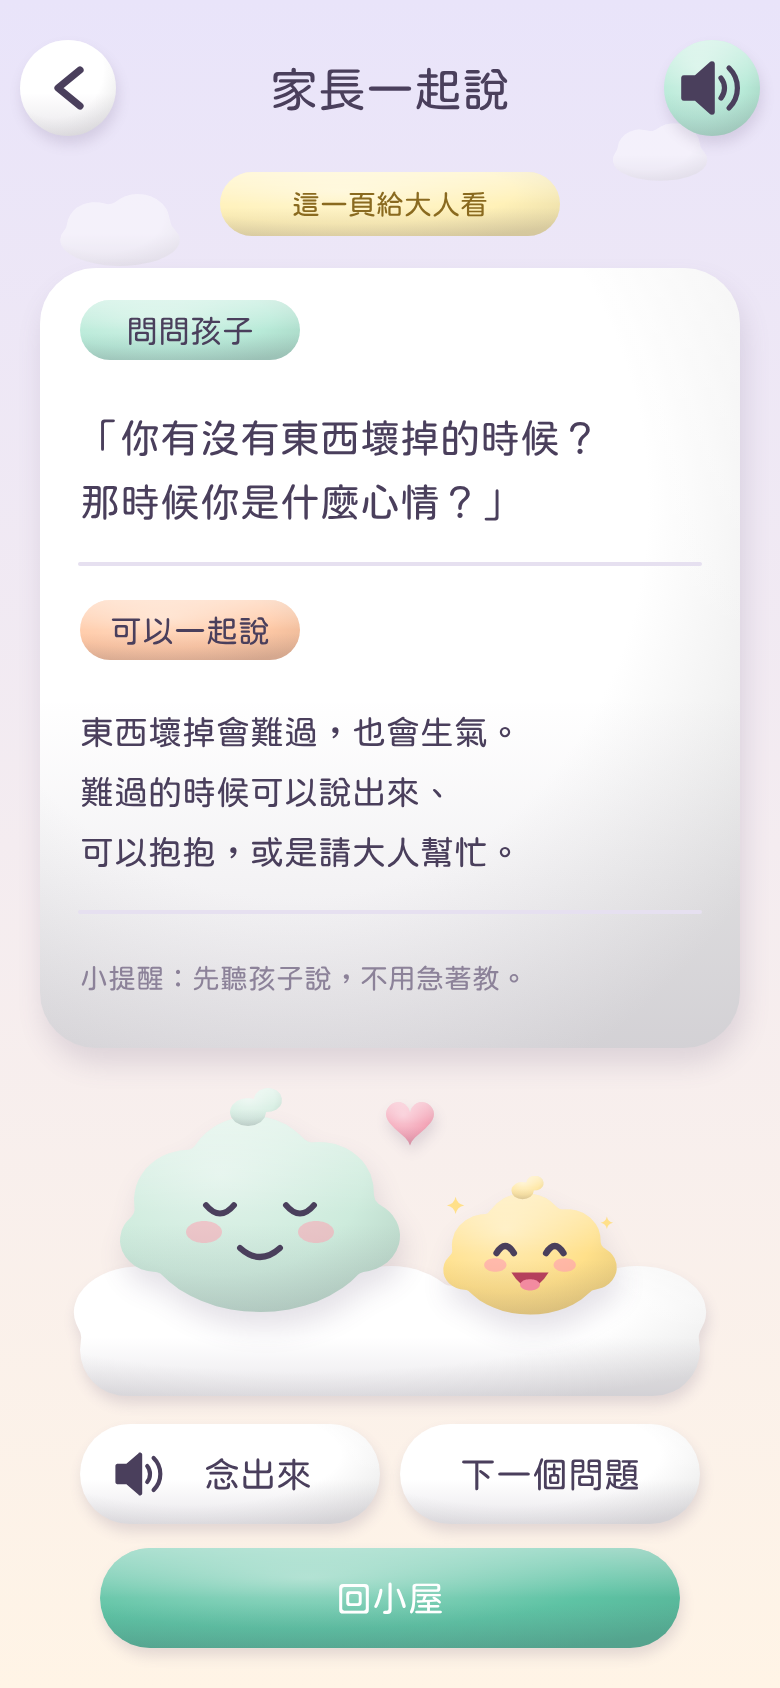 家長一起說
這一頁給大人看
問問孩子
「你有沒有東西壞掉的時候？
那時候你是什麼心情？」
可以一起說
東西壞掉會難過，也會生氣。
難過的時候可以說出來、
可以抱抱，或是請大人幫忙。
小提醒：先聽孩子說，不用急著教。
念出來
下一個問題
回小屋